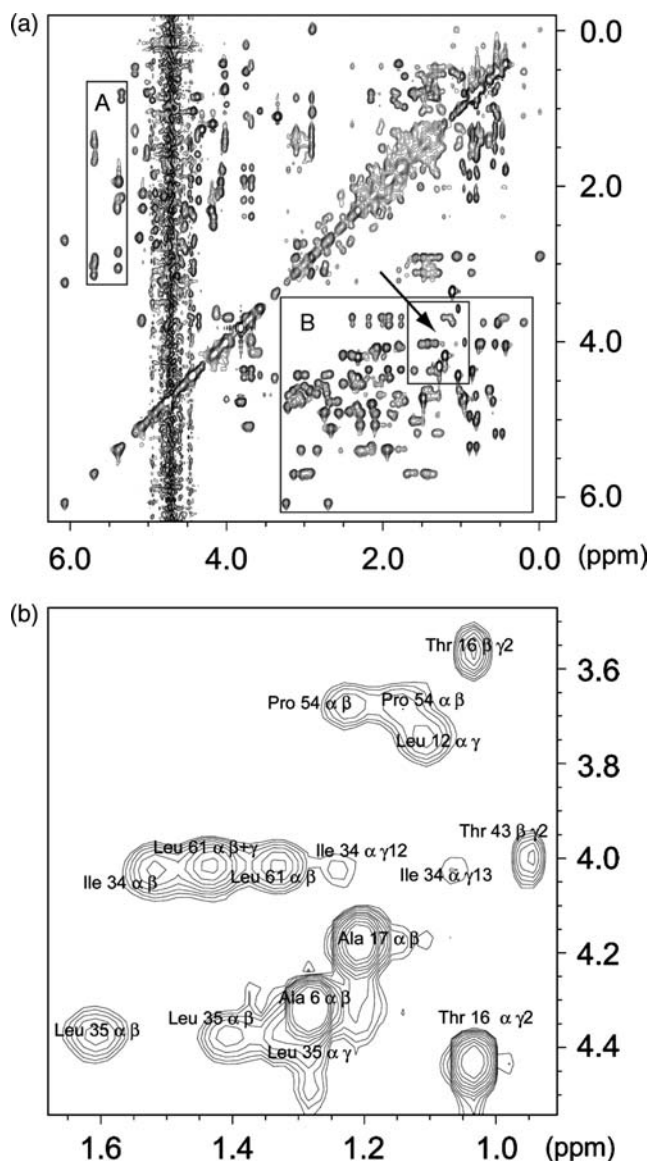 (a)
A
B
0.0
2.0
4.0
6.0
6.0 4.0 2.0 0.0 (ppm)
(b)
Thr 16 β γ2
Pro 54 α β Pro 54 α β
Leu 12 α γ
Thr 43 β γ2
Leu 61 α β+γ Ile 34 α γ12
Ile 34 α β Leu 61 α β Ile 34 α γ13
Ala 17 α β
Ala 6 α β
Leu 35 α β Leu 35 α β Thr 16 α γ2
Leu 35 α γ
3.6
3.8
4.0
4.2
4.4
1.6 1.4 1.2 1.0 (ppm)